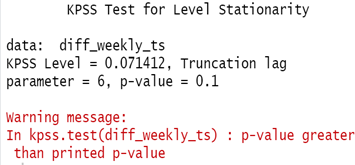 KPSS Test for Level Stationarity
data: diff_weekly_ts
KPSS Level = 0.071412, Truncation lag
parameter = 6, p-value = 0.1
Warning message:
In kpss.test(diff_weekly_ts) : p-value greater
than printed p-value